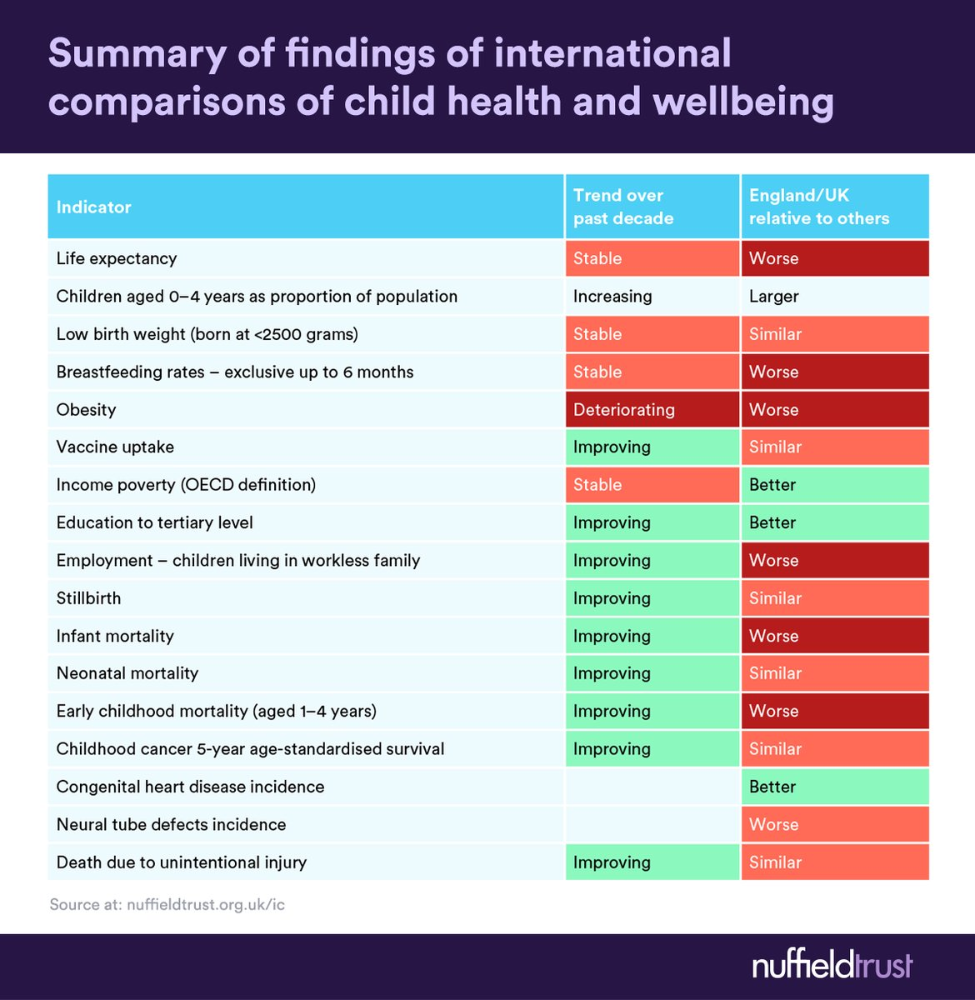 Summary of findings of international
comparisons of child health and wellbeing
Indicator
Trend over
past decade
England/UK
relative to others
Life expectancy Stable Worse
Children aged 0–4 years as proportion of population Increasing Larger
Low birth weight (born at <2500 grams) Stable Similar
Breastfeeding rates – exclusive up to 6 months Stable Worse
Obesity Deteriorating Worse
Vaccine uptake Improving Similar
Income poverty (OECD definition) Stable Better
Education to tertiary level Improving Better
Employment – children living in workless family Improving Worse
Stillbirth Improving Similar
Infant mortality Improving Worse
Neonatal mortality Improving Similar
Early childhood mortality (aged 1–4 years) Improving Worse
Childhood cancer 5-year age-standardised survival Improving Similar
Congenital heart disease incidence Better
Neural tube defects incidence Worse
Death due to unintentional injury Improving Similar
Source at: nuffieldtrust.org.uk/ic
nuffieldtrust